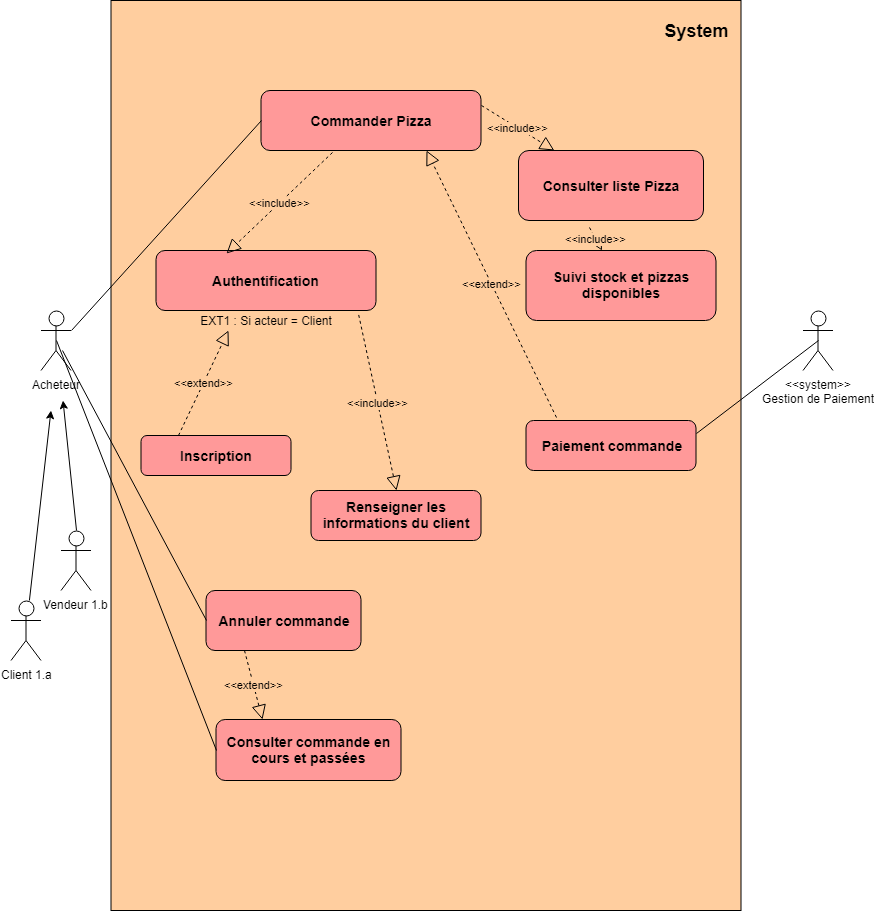 System
Commander Pizza
<<include>>
Consulter liste Pizza
<<include>>
<<include>>
Suivi stock et pizzas
disponibles
Authentification
<<extend>>
EXT1 : Si acteur = Client
Acheteur
<<extend>>
<<include>>
<<system>>
Gestion de Paiement
Inscription
Paiement commande
Renseigner les
informations du client
Vendeur 1.b
Annuler commande
Client 1.a
<<extend>>
Consulter commande en
cours et passées